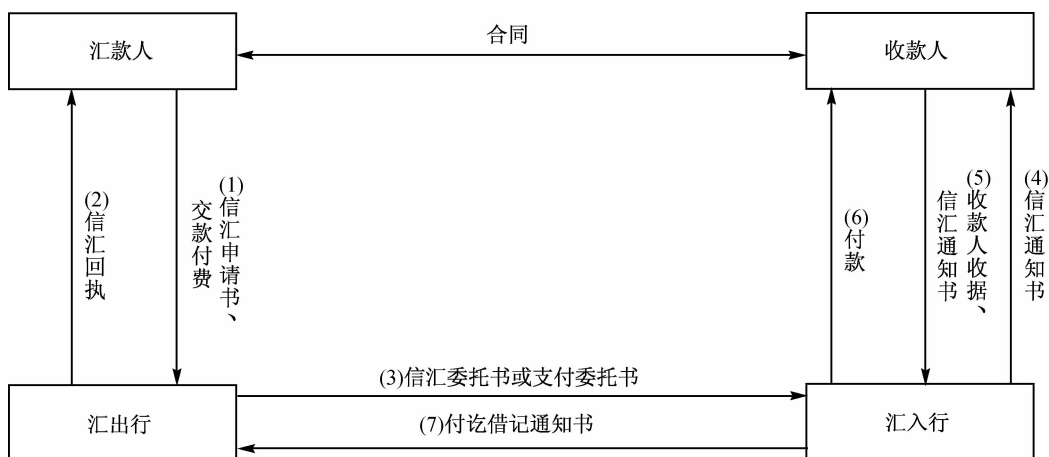 汇款人
合同
收款人
(1)信汇申请书、
交款付费
(2)信汇回执
(3)信汇委托书或支付委托书
(4)信汇通知书
(5)收款人收据、
信汇通知书
(6)付款
(7)付讫借记通知书
汇出行
汇入行